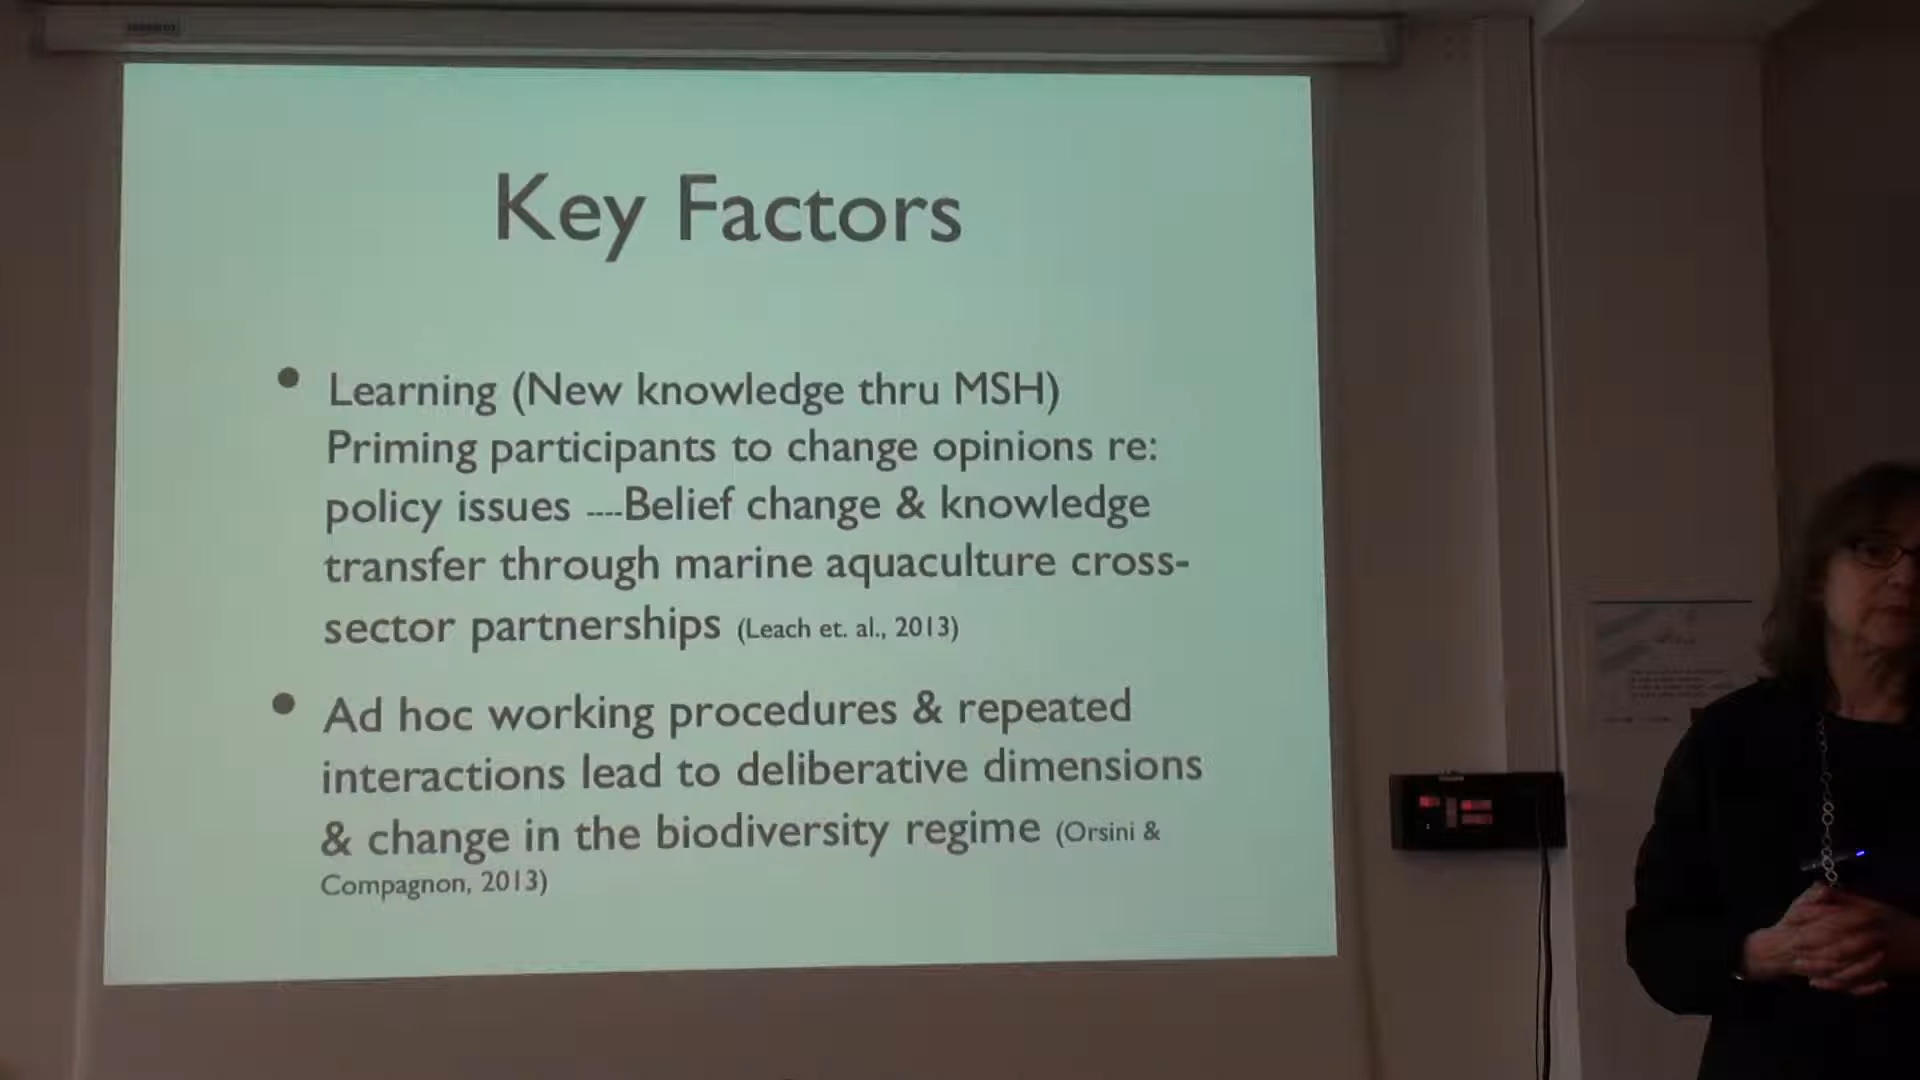 Key Factors
• Learning (New knowledge thru MSH)
Priming participants to change opinions re:
policy issues ----Belief change & knowledge
transfer through marine aquaculture cross-
sector partnerships (Leach et. al., 2013)
• Ad hoc working procedures & repeated
interactions lead to deliberative dimensions
& change in the biodiversity regime (Orsini &
Compagnon, 2013)